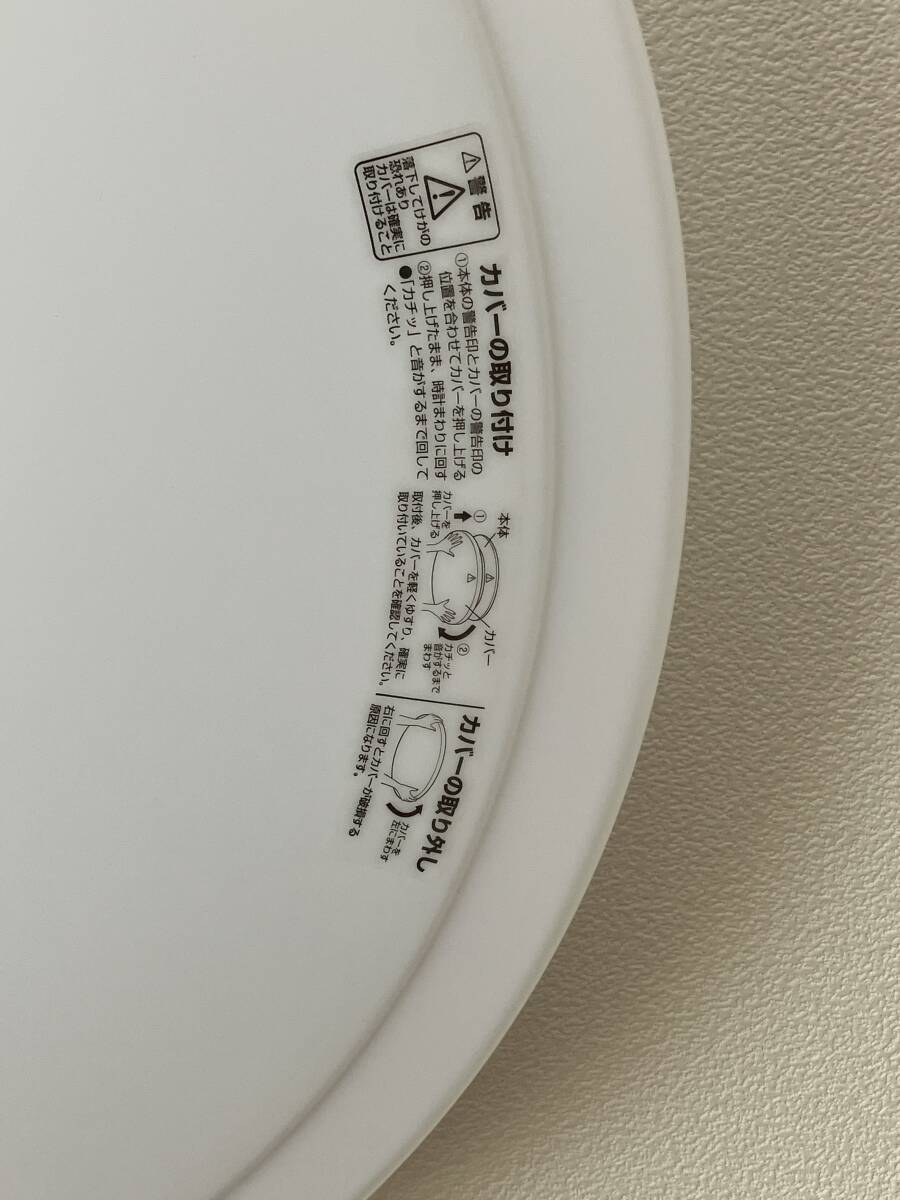 ⚠警告
落下してけがの
恐れあり
カバーは確実に
取り付けること
カバーの取り付け
①本体の警告印とカバーの警告印の
位置を合わせてカバーを押し上げる
②押し上げたまま、時計まわりに回す
●「カチッ」と音がするまで回して
ください。
本体
①
カバーを
押し上げる
カバー
②
カチッと
音がするまで
まわす
取付後、カバーを軽くゆすり、確実に
取り付いていることを確認してください。
カバーの取り外し
カバーを
左にまわす
右に回すとカバーが破損する
原因になります。